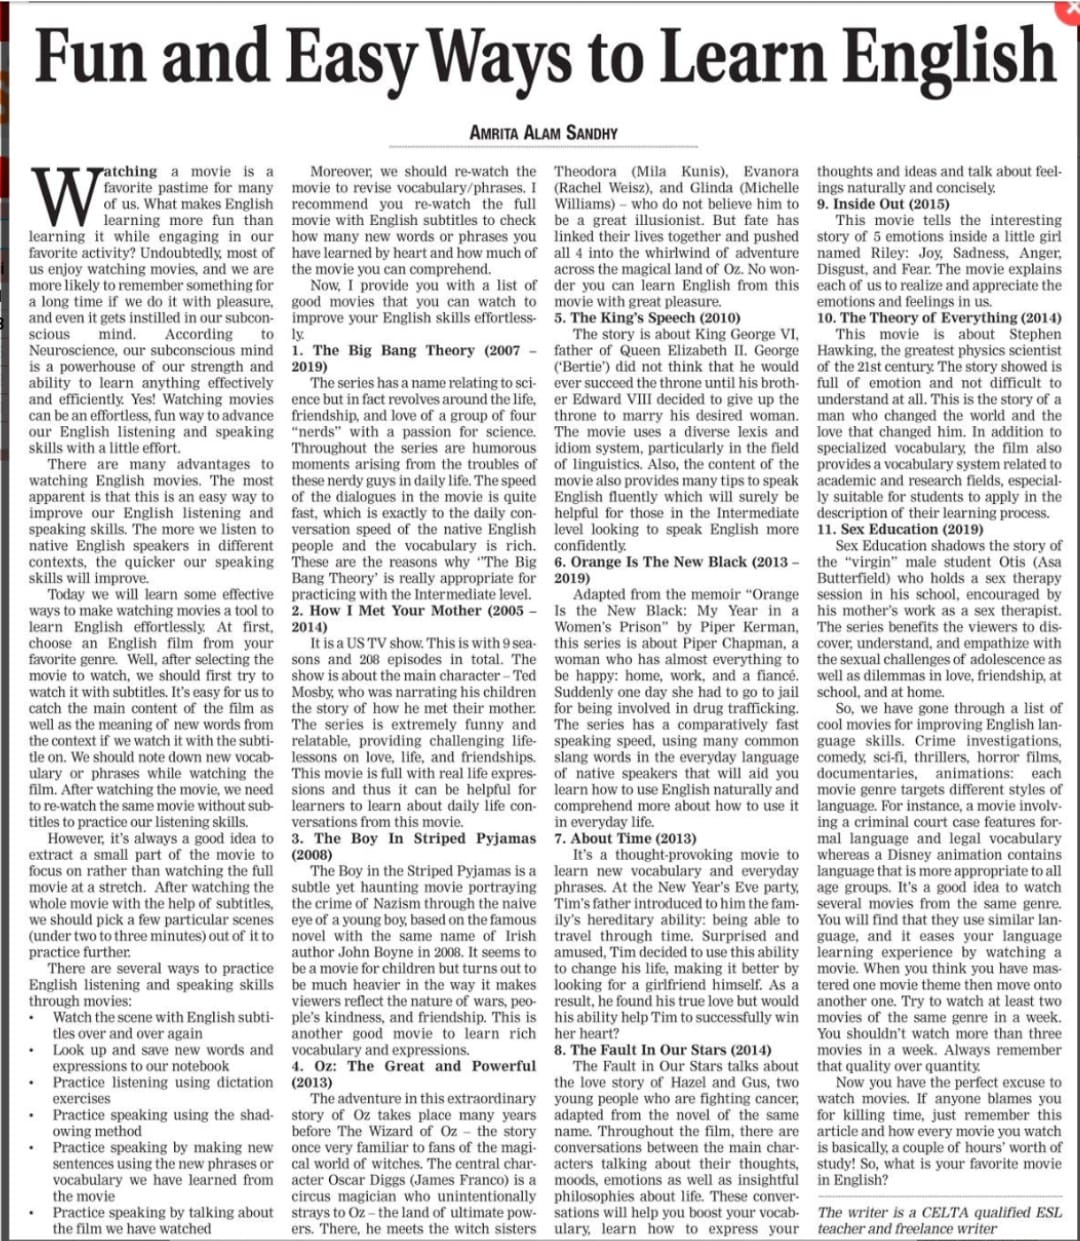 Fun and Easy Ways to Learn English
AMRITA ALAM SANDHY
Watching a movie is a
favorite pastime for many
of us. What makes English
learning more fun than
learning it while engaging in our
favorite activity? Undoubtedly, most of
us enjoy watching movies, and we are
more likely to remember something for
a long time if we do it with pleasure,
and even it gets instilled in our subcon-
scious mind. According to
Neuroscience, our subconscious mind
is a powerhouse of our strength and
ability to learn anything effectively
and efficiently. Yes! Watching movies
can be an effortless, fun way to advance
our English listening and speaking
skills with a little effort.
There are many advantages to
watching English movies. The most
apparent is that this is an easy way to
improve our English listening and
speaking skills. The more we listen to
native English speakers in different
contexts, the quicker our speaking
skills will improve.
Today we will learn some effective
ways to make watching movies a tool to
learn English effortlessly. At first,
choose an English film from your
favorite genre. Well, after selecting the
movie to watch, we should first try to
watch it with subtitles. It's easy for us to
catch the main content of the film as
well as the meaning of new words from
the context if we watch it with the subti-
tle on. We should note down new vocab-
ulary or phrases while watching the
film. After watching the movie, we need
to re-watch the same movie without sub-
titles to practice our listening skills.
However, it's always a good idea to
extract a small part of the movie to
focus on rather than watching the full
movie at a stretch. After watching the
whole movie with the help of subtitles,
we should pick a few particular scenes
(under two to three minutes) out of it to
practice further.
There are several ways to practice
English listening and speaking skills
through movies:
• Watch the scene with English subti-
tles over and over again
• Look up and save new words and
expressions to our notebook
• Practice listening using dictation
exercises
• Practice speaking using the shad-
owing method
• Practice speaking by making new
sentences using the new phrases or
vocabulary we have learned from
the movie
• Practice speaking by talking about
the film we have watched
Moreover, we should re-watch the
movie to revise vocabulary/phrases. I
recommend you re-watch the full
movie with English subtitles to check
how many new words or phrases you
have learned by heart and how much of
the movie you can comprehend.
Now, I provide you with a list of
good movies that you can watch to
improve your English skills effortless-
ly.
1. The Big Bang Theory (2007 –
2019)
The series has a name relating to sci-
ence but in fact revolves around the life,
friendship, and love of a group of four
"nerds" with a passion for science.
Throughout the series are humorous
moments arising from the troubles of
these nerdy guys in daily life. The speed
of the dialogues in the movie is quite
fast, which is exactly to the daily con-
versation speed of the native English
people and the vocabulary is rich.
These are the reasons why "The Big
Bang Theory' is really appropriate for
practicing with the Intermediate level.
2. How I Met Your Mother (2005 –
2014)
It is a US TV show. This is with 9 sea-
sons and 208 episodes in total. The
show is about the main character – Ted
Mosby, who was narrating his children
the story of how he met their mother.
The series is extremely funny and
relatable, providing challenging life-
lessons on love, life, and friendships.
This movie is full with real life expres-
sions and thus it can be helpful for
learners to learn about daily life con-
versations from this movie.
3. The Boy In Striped Pyjamas
(2008)
The Boy in the Striped Pyjamas is a
subtle yet haunting movie portraying
the crime of Nazism through the naive
eye of a young boy, based on the famous
novel with the same name of Irish
author John Boyne in 2008. It seems to
be a movie for children but turns out to
be much heavier in the way it makes
viewers reflect the nature of wars, peo-
ple's kindness, and friendship. This is
another good movie to learn rich
vocabulary and expressions.
4. Oz: The Great and Powerful
(2013)
The adventure in this extraordinary
story of Oz takes place many years
before The Wizard of Oz – the story
once very familiar to fans of the magi-
cal world of witches. The central char-
acter Oscar Diggs (James Franco) is a
circus magician who unintentionally
strays to Oz – the land of ultimate pow-
ers. There, he meets the witch sisters
Theodora (Mila Kunis), Evanora
(Rachel Weisz), and Glinda (Michelle
Williams) – who do not believe him to
be a great illusionist. But fate has
linked their lives together and pushed
all 4 into the whirlwind of adventure
across the magical land of Oz. No won-
der you can learn English from this
movie with great pleasure.
5. The King's Speech (2010)
The story is about King George VI,
father of Queen Elizabeth II. George
('Bertie') did not think that he would
ever succeed the throne until his broth-
er Edward VIII decided to give up the
throne to marry his desired woman.
The movie uses a diverse lexis and
idiom system, particularly in the field
of linguistics. Also, the content of the
movie also provides many tips to speak
English fluently which will surely be
helpful for those in the Intermediate
level looking to speak English more
confidently.
6. Orange Is The New Black (2013 –
2019)
Adapted from the memoir "Orange
Is the New Black: My Year in a
Women's Prison" by Piper Kerman,
this series is about Piper Chapman, a
woman who has almost everything to
be happy: home, work, and a fiancé.
Suddenly one day she had to go to jail
for being involved in drug trafficking.
The series has a comparatively fast
speaking speed, using many common
slang words in the everyday language
of native speakers that will aid you
learn how to use English naturally and
comprehend more about how to use it
in everyday life.
7. About Time (2013)
It's a thought-provoking movie to
learn new vocabulary and everyday
phrases. At the New Year's Eve party,
Tim's father introduced to him the fam-
ily's hereditary ability: being able to
travel through time. Surprised and
amused, Tim decided to use this ability
to change his life, making it better by
looking for a girlfriend himself. As a
result, he found his true love but would
his ability help Tim to successfully win
her heart?
8. The Fault In Our Stars (2014)
The Fault in Our Stars talks about
the love story of Hazel and Gus, two
young people who are fighting cancer,
adapted from the novel of the same
name. Throughout the film, there are
conversations between the main char-
acters talking about their thoughts,
moods, emotions as well as insightful
philosophies about life. These conver-
sations will help you boost your vocab-
ulary, learn how to express your
thoughts and ideas and talk about feel-
ings naturally and concisely.
9. Inside Out (2015)
This movie tells the interesting
story of 5 emotions inside a little girl
named Riley: Joy, Sadness, Anger,
Disgust, and Fear. The movie explains
each of us to realize and appreciate the
emotions and feelings in us.
10. The Theory of Everything (2014)
This movie is about Stephen
Hawking, the greatest physics scientist
of the 21st century. The story showed is
full of emotion and not difficult to
understand at all. This is the story of a
man who changed the world and the
love that changed him. In addition to
specialized vocabulary, the film also
provides a vocabulary system related to
academic and research fields, especial-
ly suitable for students to apply in the
description of their learning process.
11. Sex Education (2019)
Sex Education shadows the story of
the "virgin" male student Otis (Asa
Butterfield) who holds a sex therapy
session in his school, encouraged by
his mother's work as a sex therapist.
The series benefits the viewers to dis-
cover, understand, and empathize with
the sexual challenges of adolescence as
well as dilemmas in love, friendship, at
school, and at home.
So, we have gone through a list of
cool movies for improving English lan-
guage skills. Crime investigations,
comedy, sci-fi, thrillers, horror films,
documentaries, animations: each
movie genre targets different styles of
language. For instance, a movie involv-
ing a criminal court case features for-
mal language and legal vocabulary
whereas a Disney animation contains
language that is more appropriate to all
age groups. It's a good idea to watch
several movies from the same genre.
You will find that they use similar lan-
guage, and it eases your language
learning experience by watching a
movie. When you think you have mas-
tered one movie theme then move onto
another one. Try to watch at least two
movies of the same genre in a week.
You shouldn't watch more than three
movies in a week. Always remember
that quality over quantity.
Now you have the perfect excuse to
watch movies. If anyone blames you
for killing time, just remember this
article and how every movie you watch
is basically, a couple of hours' worth of
study! So, what is your favorite movie
in English?
The writer is a CELTA qualified ESL
teacher and freelance writer